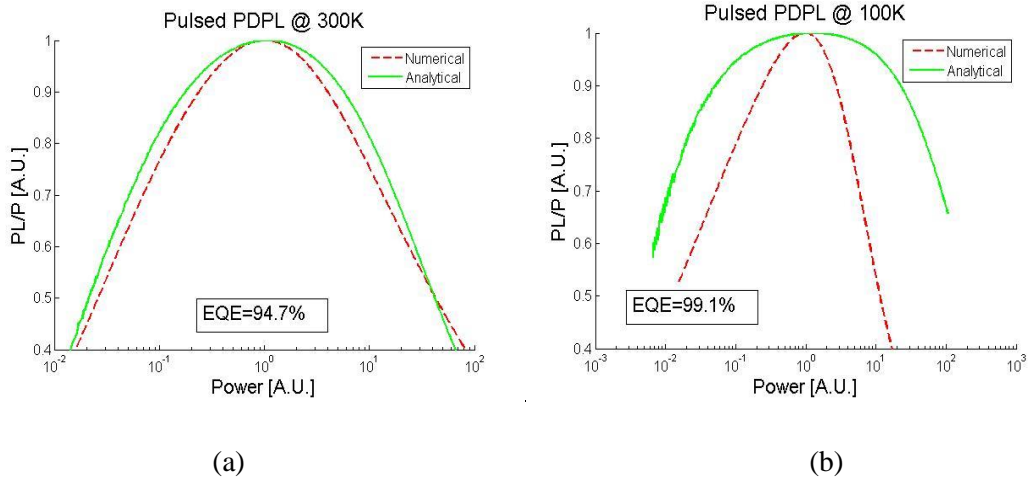 Pulsed PDPL @ 300K
PL/P [A.U.]
1
0.9
0.8
0.7
0.6
0.5
0.4
Numerical
Analytical
EQE=94.7%
10^-2
10^-1
10^0
10^1
10^2
Power [A.U.]
(a)
Pulsed PDPL @ 100K
PL/P [A.U.]
1
0.9
0.8
0.7
0.6
0.5
0.4
Numerical
Analytical
EQE=99.1%
10^-3
10^-2
10^-1
10^0
10^1
10^2
10^3
Power [A.U.]
(b)